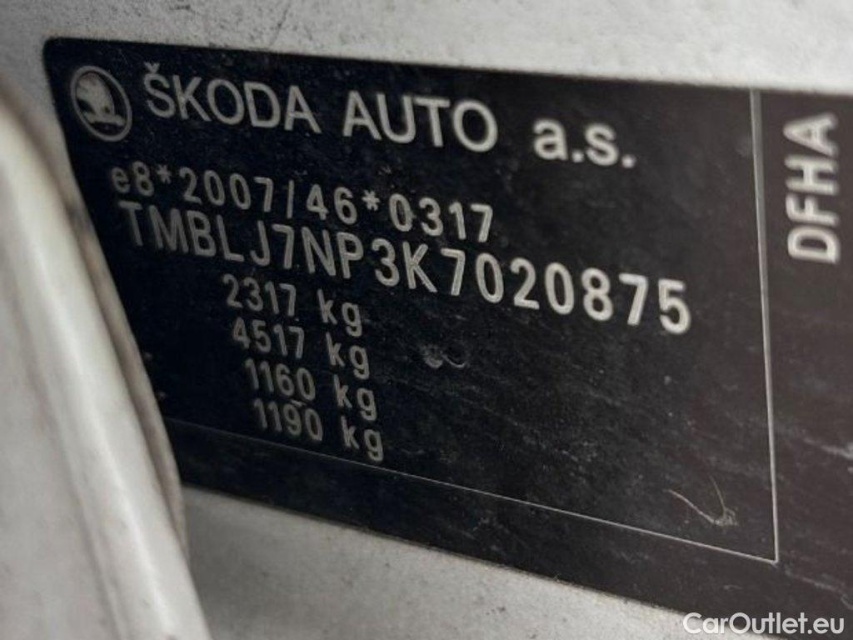 ŠKODA AUTO a.s.
e8*2007/46*0317
TMBLJ7NP3K7020875
2317 kg
4517 kg
1160 kg
1190 kg
DFHA
CarOutlet.eu